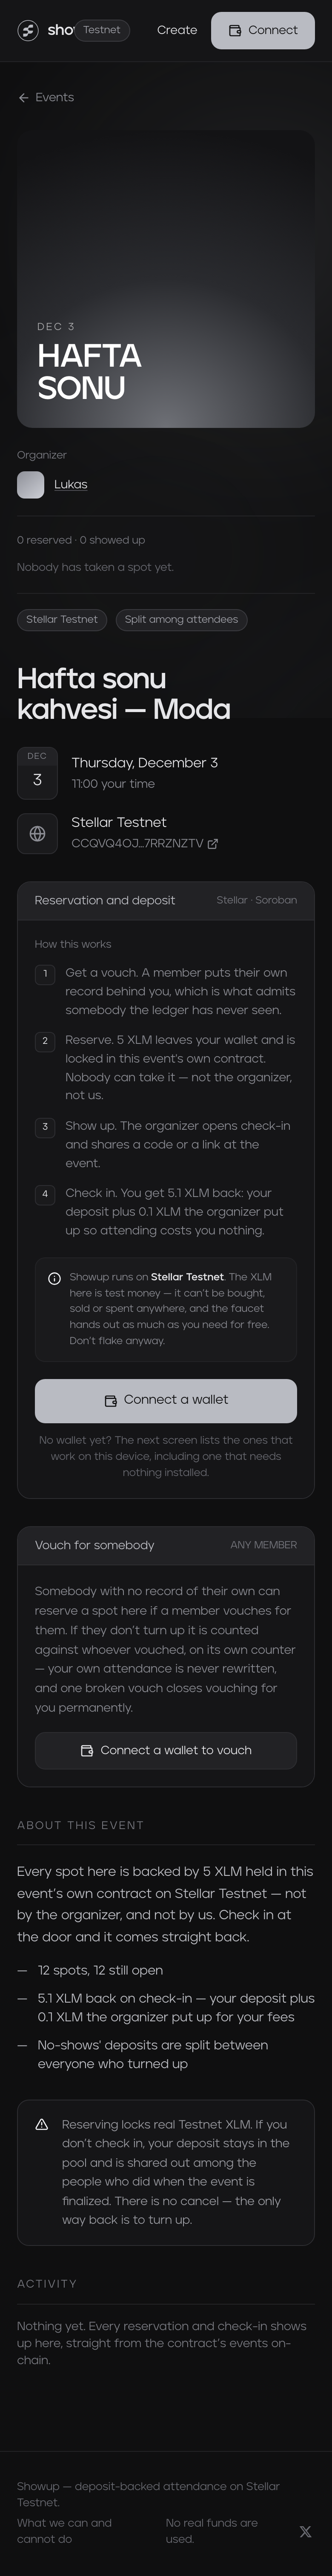 Testnet
Create
Connect
Events
DEC 3
HAFTA
SONU
Organizer
Lukas
0 reserved · 0 showed up
Nobody has taken a spot yet.
Stellar Testnet
Split among attendees
Hafta sonu
kahvesi — Moda
DEC
3
Thursday, December 3
11:00 your time
Stellar Testnet
CCQVQ4OJ…7RRZNZTV
Reservation and deposit
Stellar · Soroban
How this works
1
Get a vouch. A member puts their own
record behind you, which is what admits
somebody the ledger has never seen.
2
Reserve. 5 XLM leaves your wallet and is
locked in this event's own contract.
Nobody can take it — not the organizer,
not us.
3
Show up. The organizer opens check-in
and shares a code or a link at the
event.
4
Check in. You get 5.1 XLM back: your
deposit plus 0.1 XLM the organizer put
up so attending costs you nothing.
Showup runs on Stellar Testnet. The XLM
here is test money — it can't be bought,
sold or spent anywhere, and the faucet
hands out as much as you need for free.
Don't flake anyway.
Connect a wallet
No wallet yet? The next screen lists the ones that
work on this device, including one that needs
nothing installed.
Vouch for somebody
ANY MEMBER
Somebody with no record of their own can
reserve a spot here if a member vouches for
them. If they don't turn up it is counted
against whoever vouched, on its own counter
— your own attendance is never rewritten,
and one broken vouch closes vouching for
you permanently.
Connect a wallet to vouch
ABOUT THIS EVENT
Every spot here is backed by 5 XLM held in this
event's own contract on Stellar Testnet — not
by the organizer, and not by us. Check in at
the door and it comes straight back.
— 12 spots, 12 still open
— 5.1 XLM back on check-in — your deposit plus
0.1 XLM the organizer put up for your fees
— No-shows' deposits are split between
everyone who turned up
Reserving locks real Testnet XLM. If you
don't check in, your deposit stays in the
pool and is shared out among the
people who did when the event is
finalized. There is no cancel — the only
way back is to turn up.
ACTIVITY
Nothing yet. Every reservation and check-in shows
up here, straight from the contract's events on-
chain.
Showup — deposit-backed attendance on Stellar
Testnet.
What we can and
cannot do
No real funds are
used.